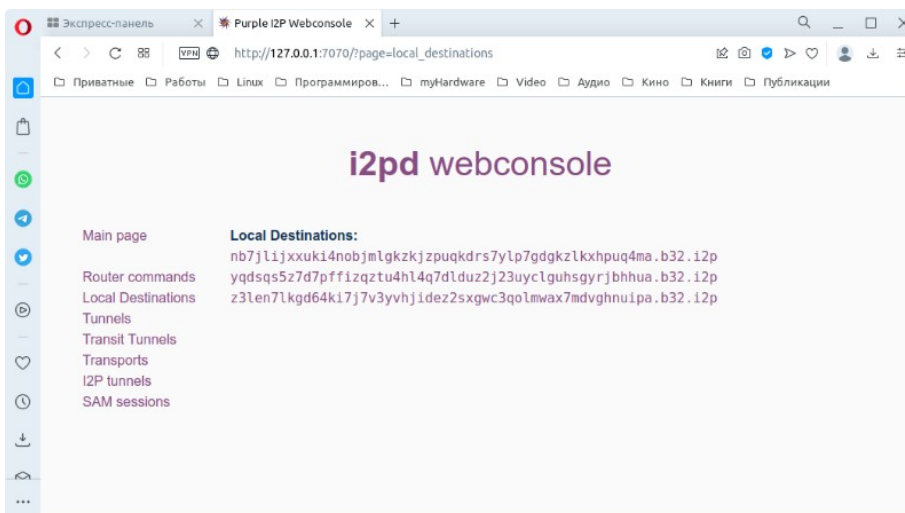 Экспресс-панель
Purple I2P Webconsole
VPN
http://127.0.0.1:7070/?page=local_destinations
Приватные Работы Linux Программиров... myHardware Video Аудио Кино Книги Публикации
i2pd webconsole
Main page
Router commands
Local Destinations
Tunnels
Transit Tunnels
Transports
I2P tunnels
SAM sessions
Local Destinations:
nb7jlijxxuki4nobjmlgkzkjzpuqkdrs7ylp7gdgkzlkxhpuq4ma.b32.i2p
yqdsqs5z7d7pffizqztu4hl4q7dlduz2j23uyclguhsgyrjbhhua.b32.i2p
z3len7lkgd64ki7j7v3yvhjidez2sxgwc3qolmwax7mdvghnuipa.b32.i2p